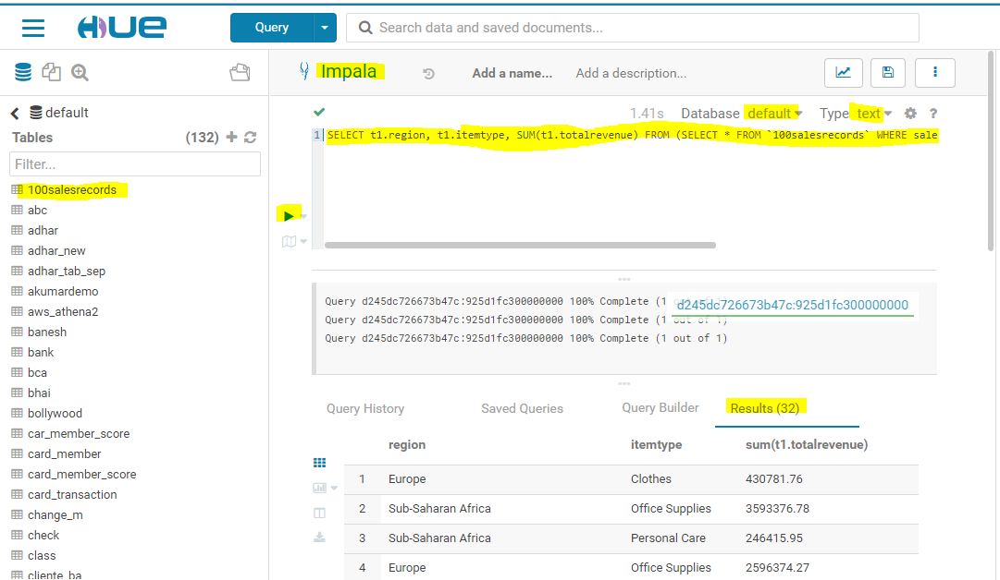 HUE
Query
Search data and saved documents...
Impala
Add a name...
Add a description...
default
1.41s
Database default
Type text
?
Tables
(132)
1
SELECT t1.region, t1.itemtype, SUM(t1.totalrevenue) FROM (SELECT * FROM `100salesrecords` WHERE sale
Filter...
100salesrecords
abc
adhar
adhar_new
adhar_tab_sep
akumardemo
aws_athena2
banesh
bank
bca
bhai
bollywood
car_member_score
card_member
card_member_score
card_transaction
change_m
check
class
cliente_ba
Query d245dc726673b47c:925d1fc300000000 100% Complete (1
d245dc726673b47c:925d1fc300000000
Query d245dc726673b47c:925d1fc300000000 100% Complete (1 out of 1)
Query d245dc726673b47c:925d1fc300000000 100% Complete (1 out of 1)
Query History
Saved Queries
Query Builder
Results (32)
region itemtype sum(t1.totalrevenue)
1 Europe Clothes 430781.76
2 Sub-Saharan Africa Office Supplies 3593376.78
3 Sub-Saharan Africa Personal Care 246415.95
4 Europe Office Supplies 2596374.27